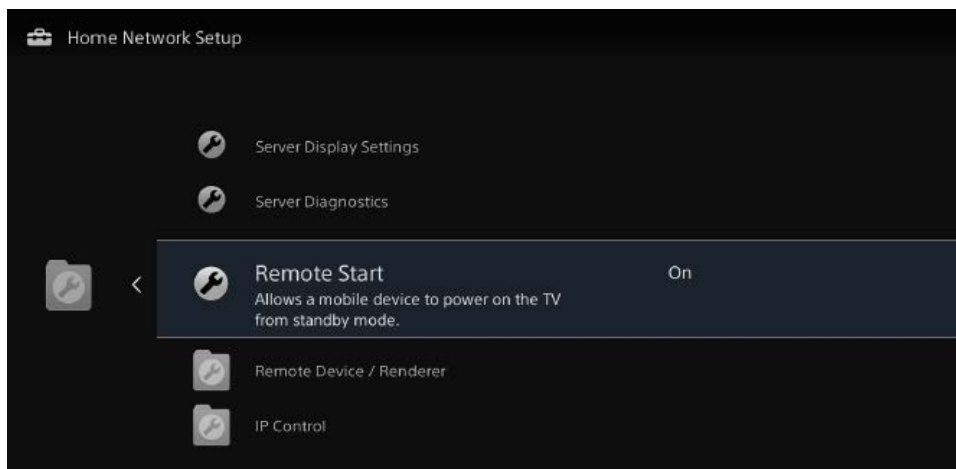 Home Network Setup
Server Display Settings
Server Diagnostics
Remote Start On
Allows a mobile device to power on the TV
from standby mode.
Remote Device / Renderer
IP Control